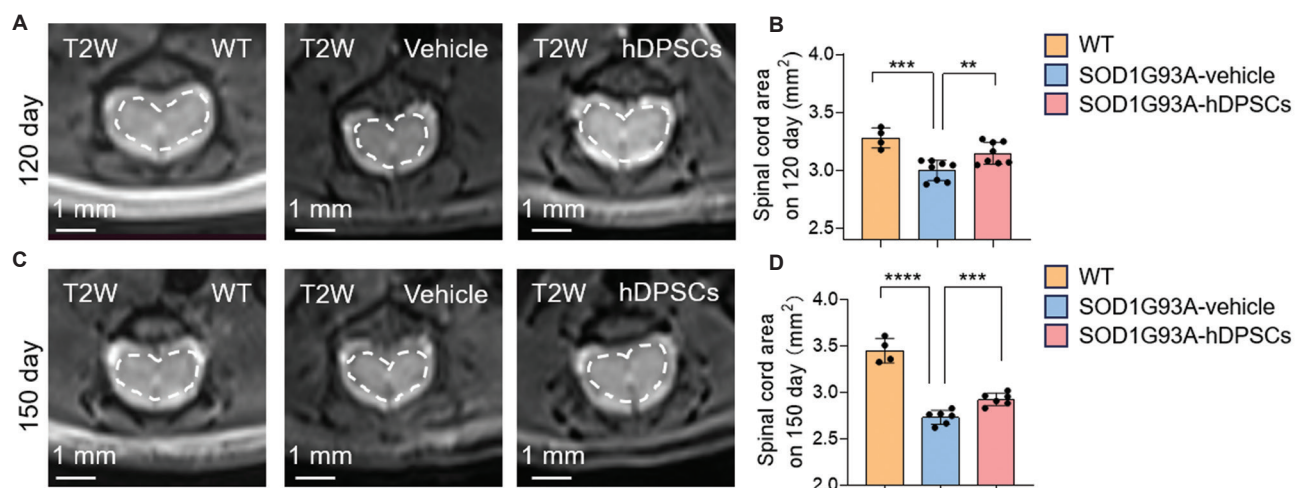 A
T2W WT
T2W Vehicle
T2W hDPSCs
120 day
1 mm
1 mm
1 mm
B
Spinal cord area
on 120 day (mm²)
4.0
3.5
3.0
2.5
***
**
WT
SOD1G93A-vehicle
SOD1G93A-hDPSCs
C
T2W WT
T2W Vehicle
T2W hDPSCs
150 day
1 mm
1 mm
1 mm
D
Spinal cord area
on 150 day (mm²)
4.0
3.5
3.0
2.5
2.0
****
***
WT
SOD1G93A-vehicle
SOD1G93A-hDPSCs